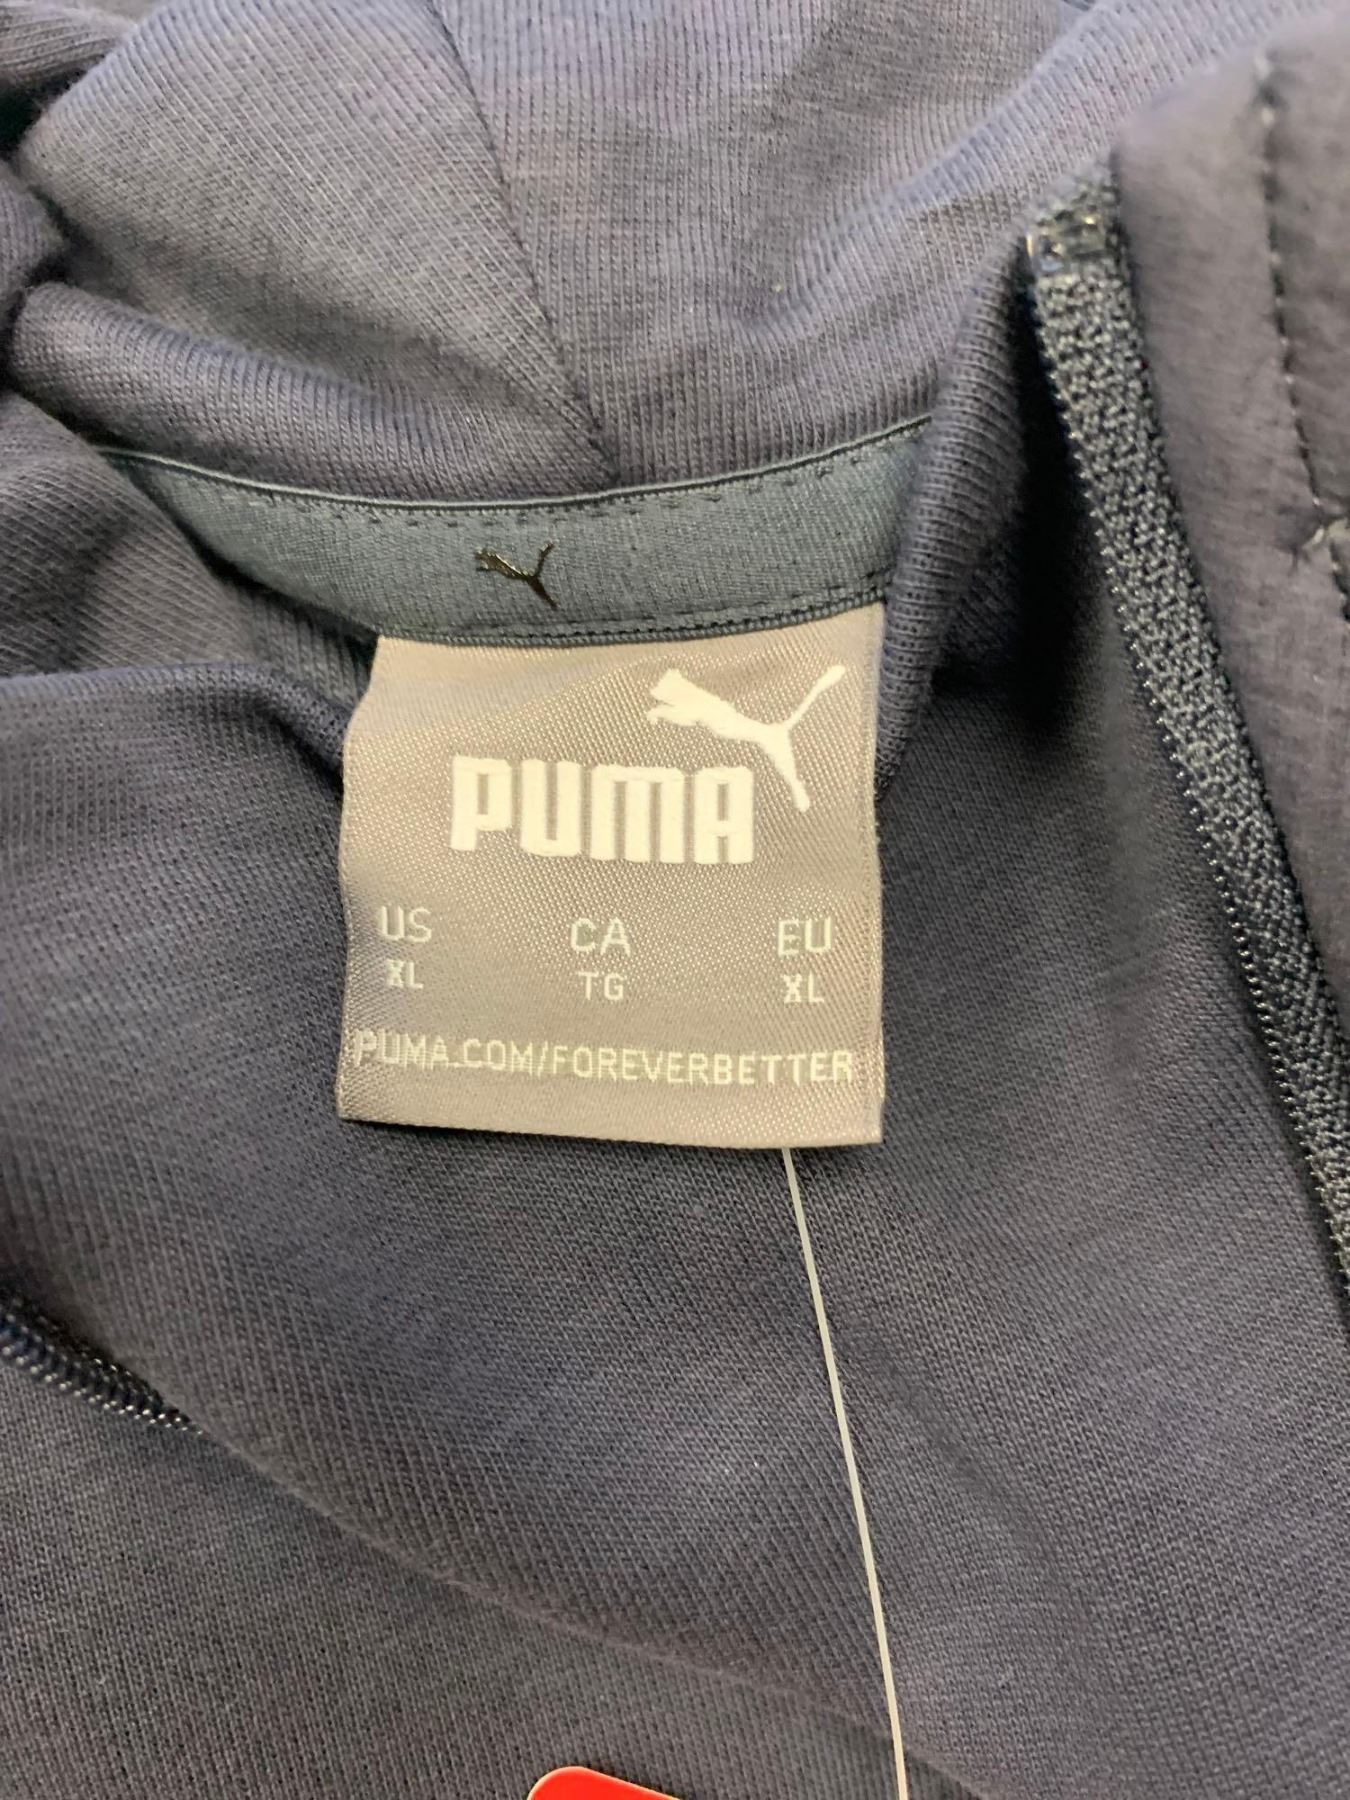 PUMA
US CA EU
XL TG XL
PUMA.COM/FOREVERBETTER